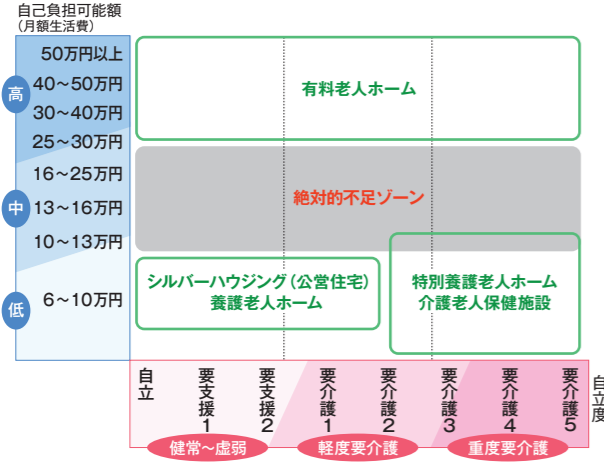 自己負担可能額
（月額生活費）
50万円以上
高
40〜50万円
30〜40万円
25〜30万円
16〜25万円
中
13〜16万円
10〜13万円
低
6〜10万円
有料老人ホーム
絶対的不足ゾーン
シルバーハウジング（公営住宅）
養護老人ホーム
特別養護老人ホーム
介護老人保健施設
自立
要支援1
要支援2
要介護1
要介護2
要介護3
要介護4
要介護5
自立度
健常〜虚弱
軽度要介護
重度要介護